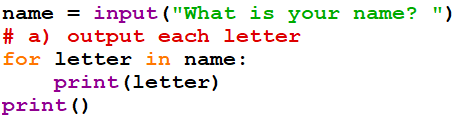 name = input("What is your name? ")
# a) output each letter
for letter in name:
    print(letter)
print()